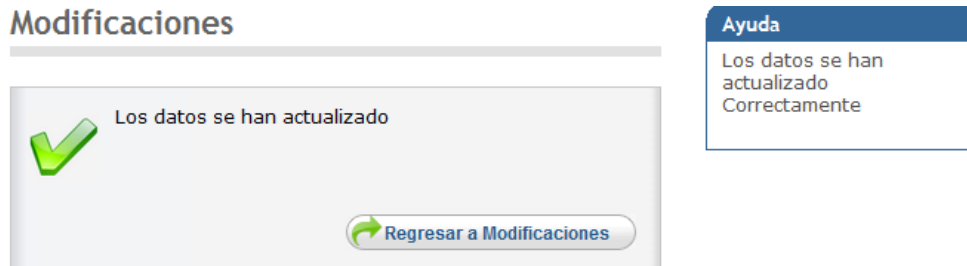 Modificaciones
Los datos se han actualizado
Regresar a Modificaciones
Ayuda
Los datos se han
actualizado
Correctamente